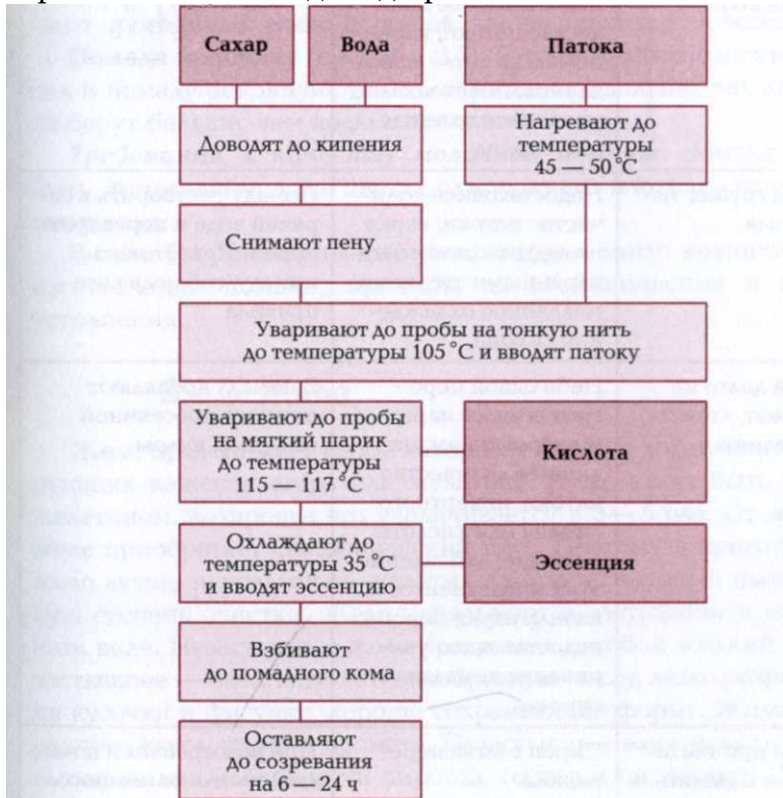 Сахар
Вода
Патока
Доводят до кипения
Нагревают до
температуры
45 — 50 °С
Снимают пену
Уваривают до пробы на тонкую нить
до температуры 105 °С и вводят патоку
Уваривают до пробы
на мягкий шарик
до температуры
115 — 117 °С
Кислота
Охлаждают до
температуры 35 °С
и вводят эссенцию
Эссенция
Взбивают
до помадного кома
Оставляют
до созревания
на 6 — 24 ч